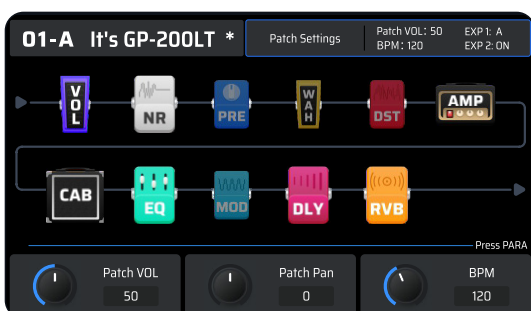 01-A It's GP-200LT *
Patch Settings
Patch VOL: 50
BPM: 120
EXP 1: A
EXP 2: ON
VOL
NR
PRE
WAH
DST
AMP
CAB
EQ
MOD
DLY
RVB
Press PARA
Patch VOL
50
Patch Pan
0
BPM
120